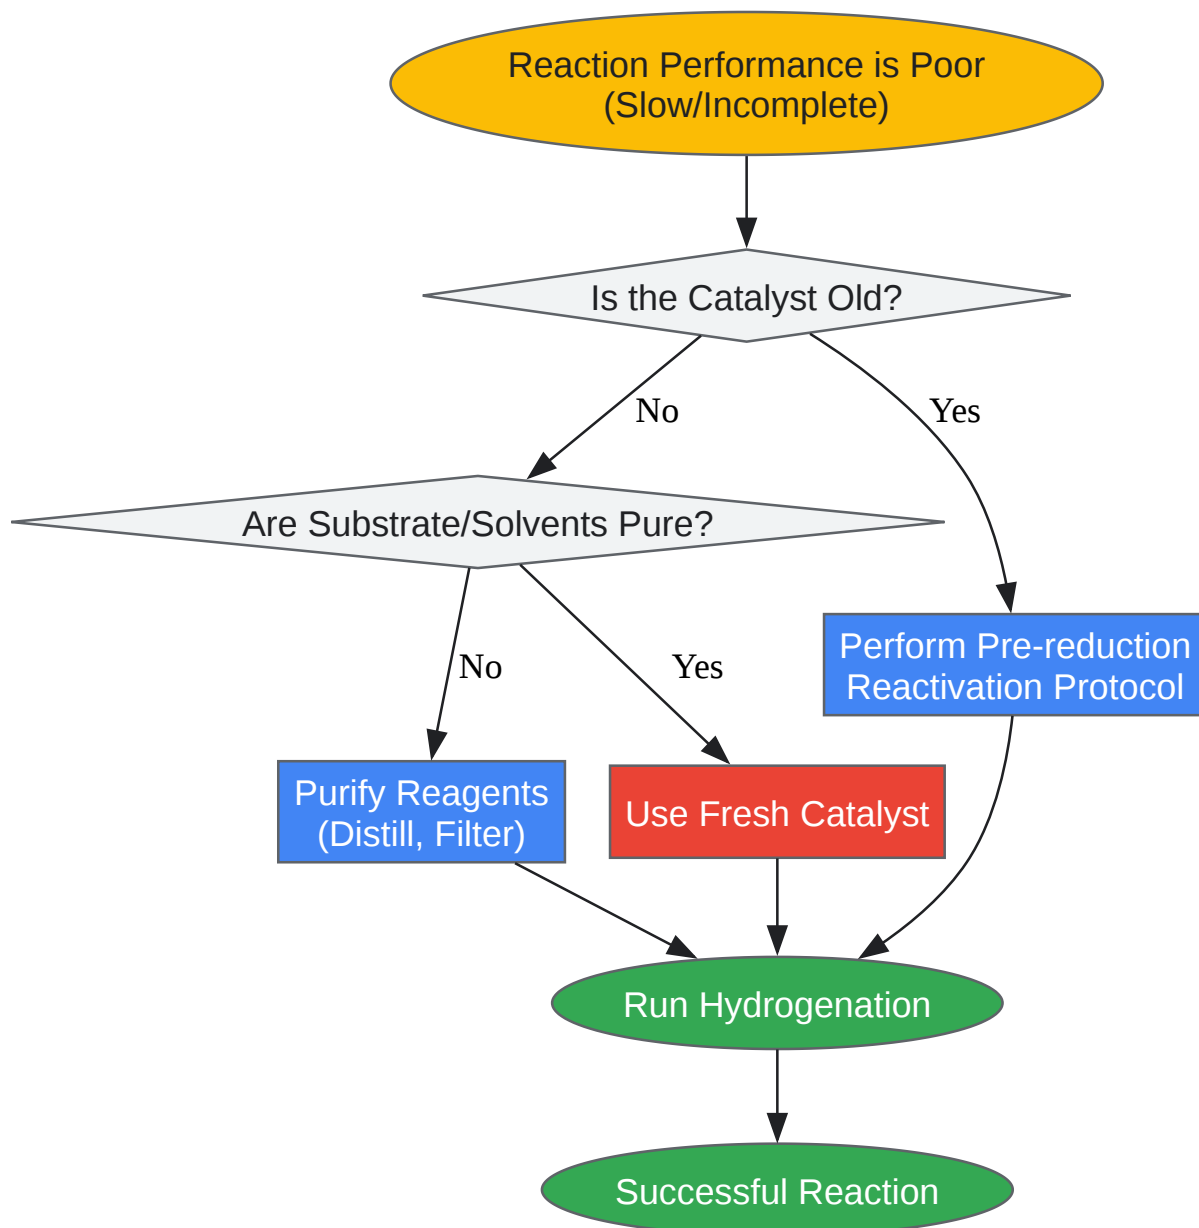 Reaction Performance is Poor
(Slow/Incomplete)
Is the Catalyst Old?
No
Yes
Are Substrate/Solvents Pure?
Perform Pre-reduction
Reactivation Protocol
No
Yes
Purify Reagents
(Distill, Filter)
Use Fresh Catalyst
Run Hydrogenation
Successful Reaction